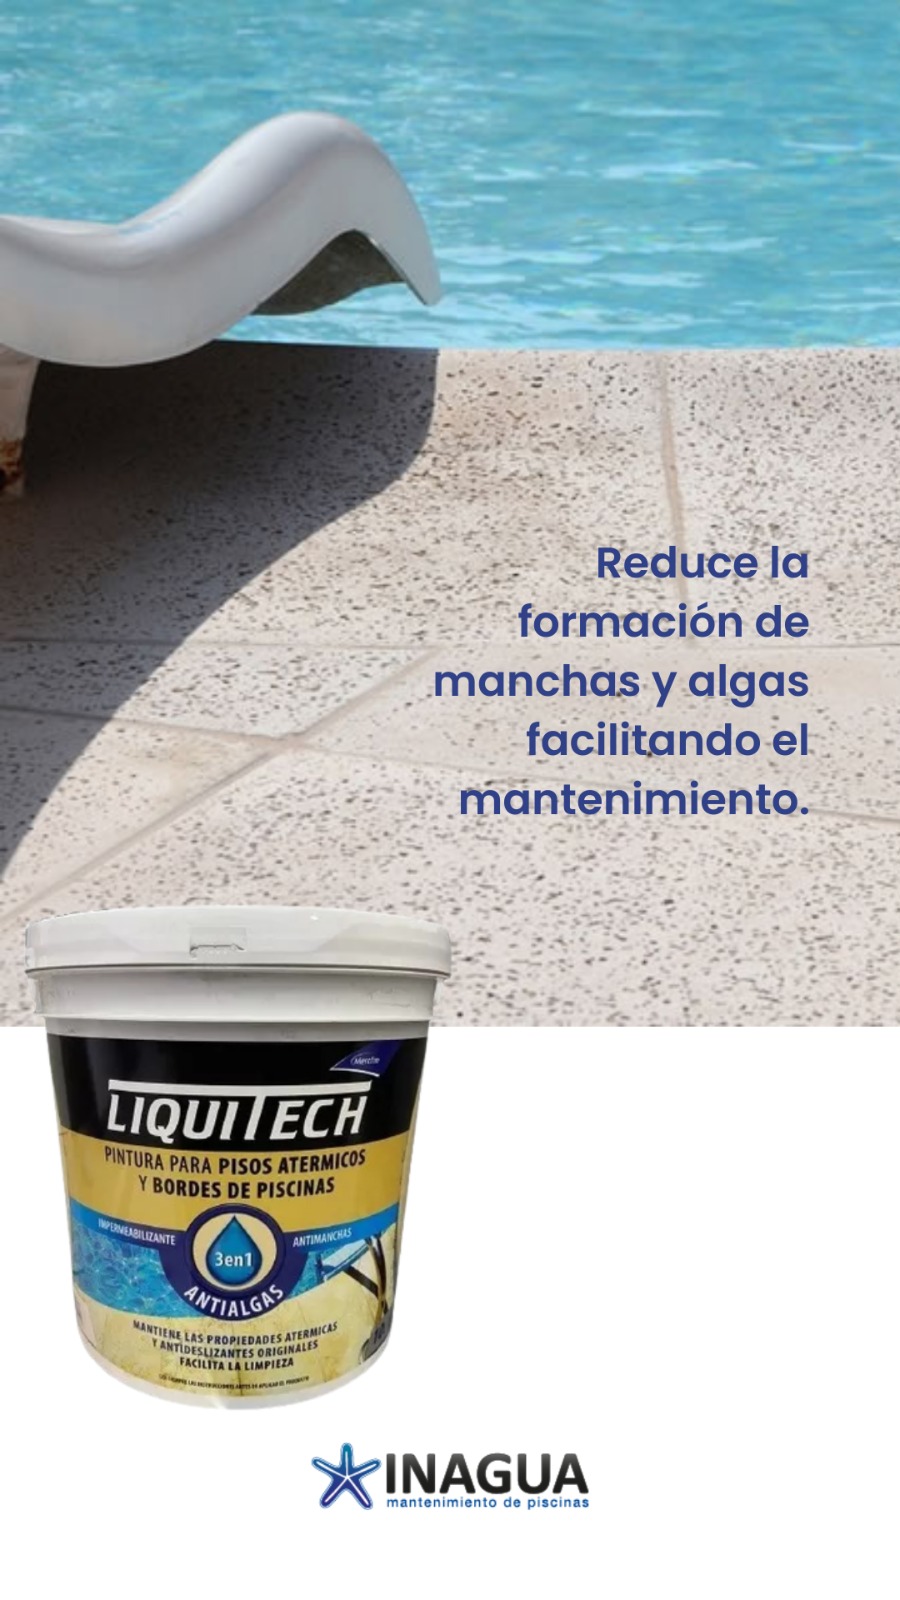 Reduce la
formación de
manchas y algas
facilitando el
mantenimiento.
LIQUITECH
PINTURA PARA PISOS ATERMICOS
Y BORDES DE PISCINAS
IMPERMEABILIZANTE
ANTIMANCHAS
3en1
ANTIALGAS
MANTIENE LAS PROPIEDADES ATERMICAS
Y ANTIDESLIZANTES ORIGINALES
FACILITA LA LIMPIEZA
INAGUA
mantenimiento de piscinas